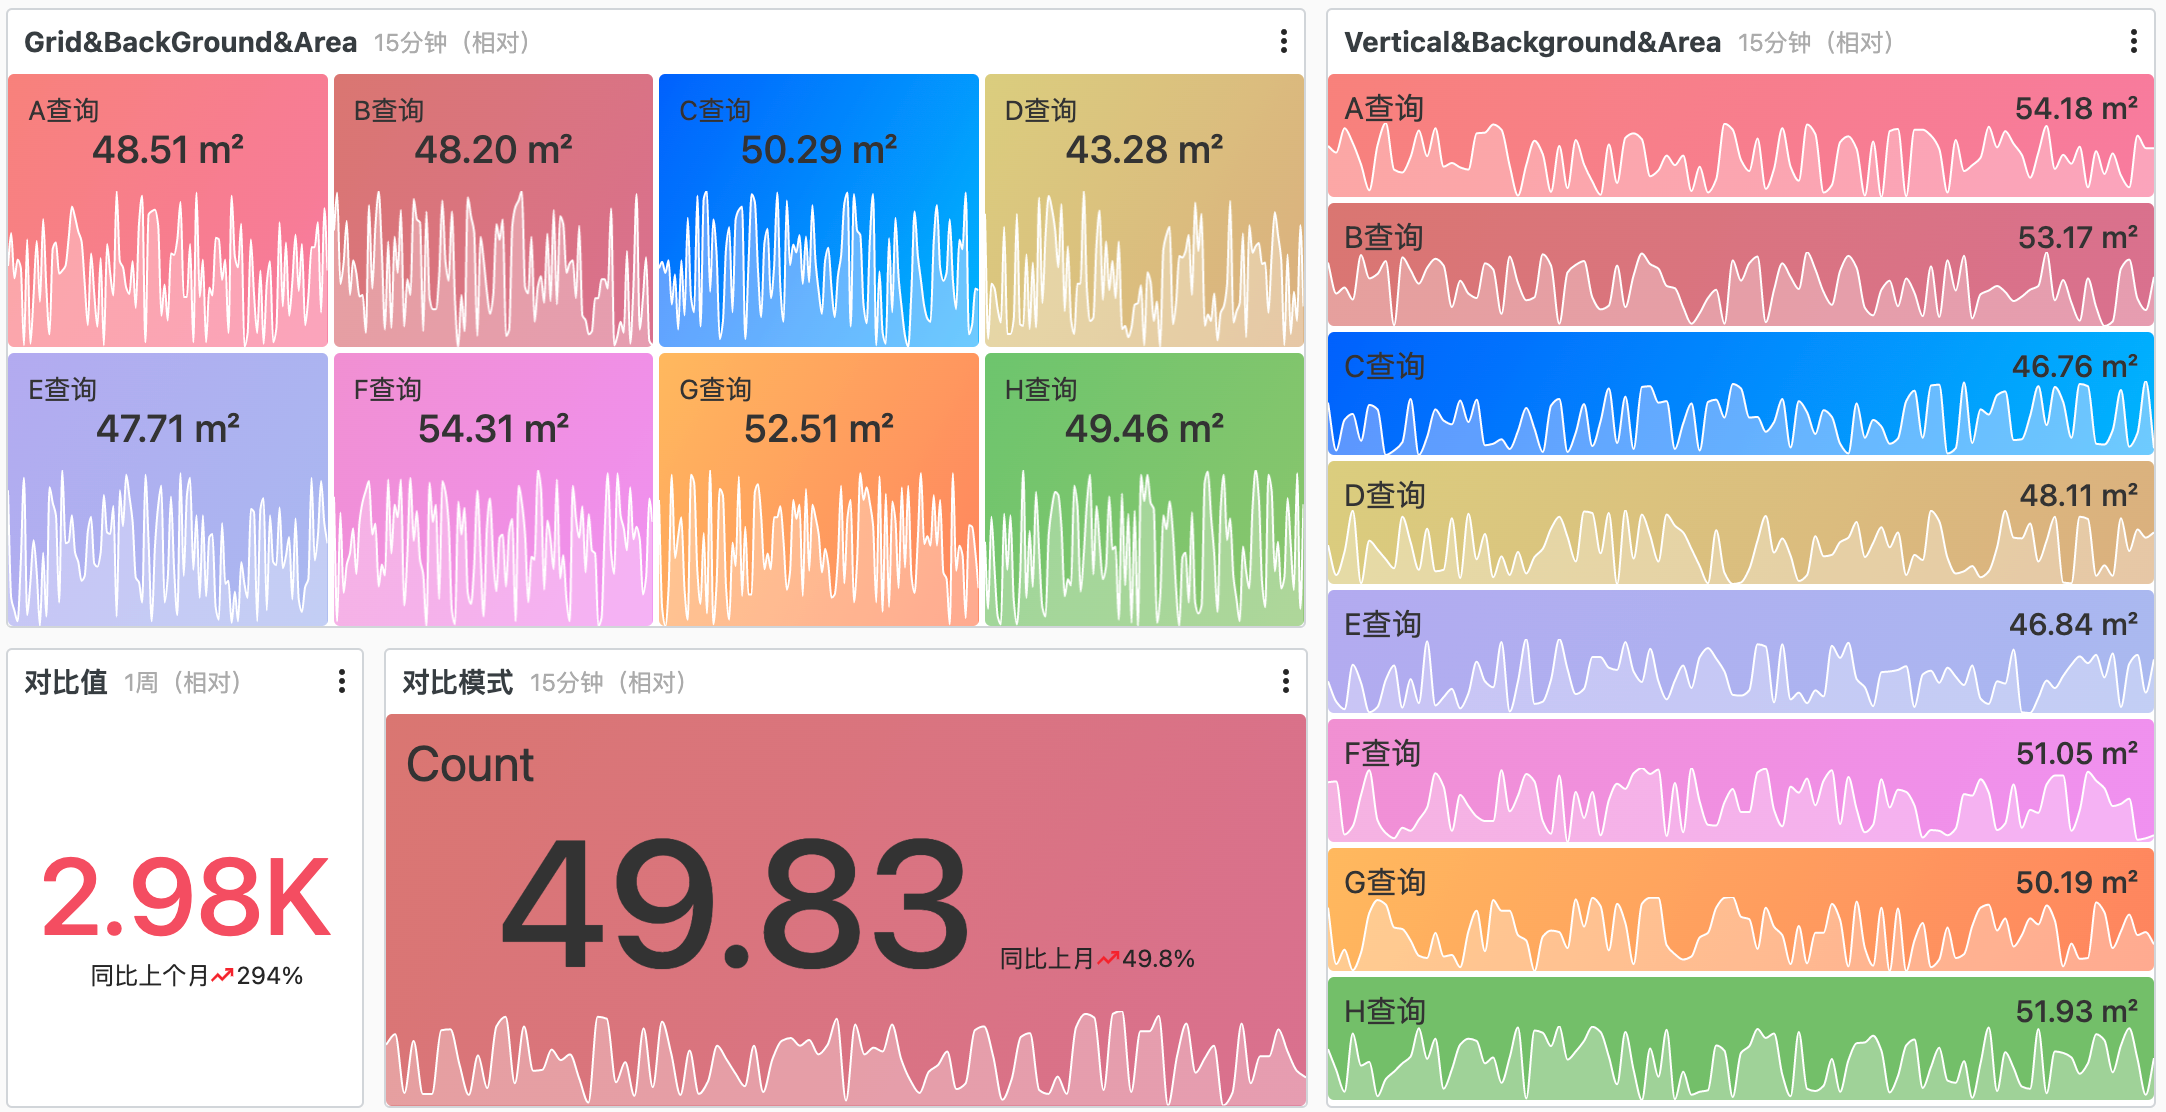 Grid&BackGround&Area 15分钟（相对）
A查询
48.51 m²
B查询
48.20 m²
C查询
50.29 m²
D查询
43.28 m²
E查询
47.71 m²
F查询
54.31 m²
G查询
52.51 m²
H查询
49.46 m²
对比值 1周（相对）
2.98K
同比上个月294%
对比模式 15分钟（相对）
Count
49.83
同比上月49.8%
Vertical&Background&Area 15分钟（相对）
A查询 54.18 m²
B查询 53.17 m²
C查询 46.76 m²
D查询 48.11 m²
E查询 46.84 m²
F查询 51.05 m²
G查询 50.19 m²
H查询 51.93 m²